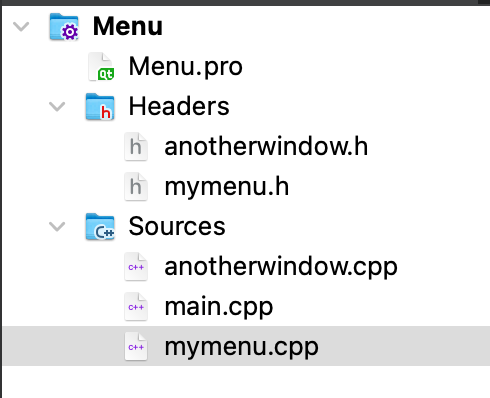 Menu
Menu.pro
Headers
anotherwindow.h
mymenu.h
Sources
anotherwindow.cpp
main.cpp
mymenu.cpp